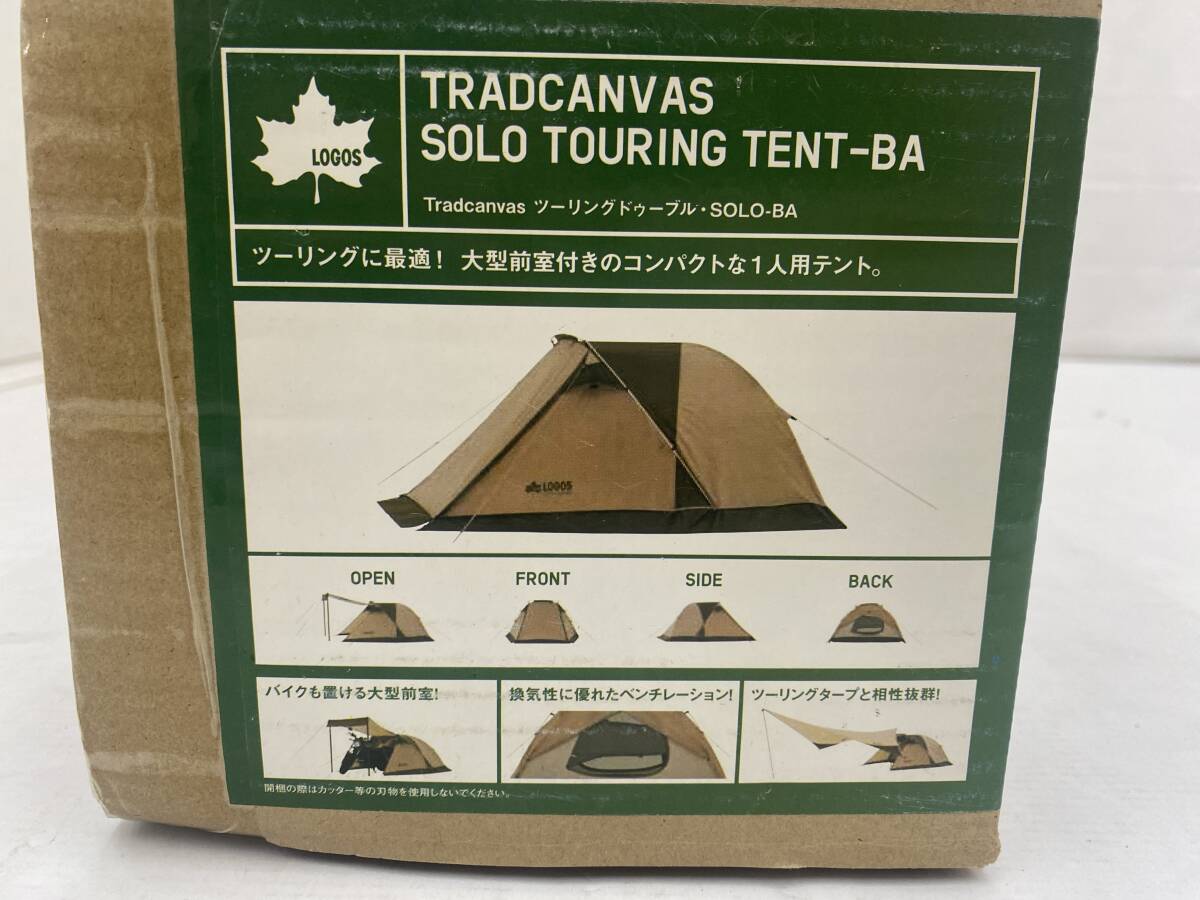 LOGOS
TRADCANVAS
SOLO TOURING TENT-BA
Tradcanvas ツーリングドゥーブル・SOLO-BA
ツーリングに最適！ 大型前室付きのコンパクトな1人用テント。
LOGOS
OPEN FRONT SIDE BACK
バイクも置ける大型前室！ 換気性に優れたベンチレーション！ ツーリングタープと相性抜群！
開梱の際はカッター等の刃物を使用しないでください。